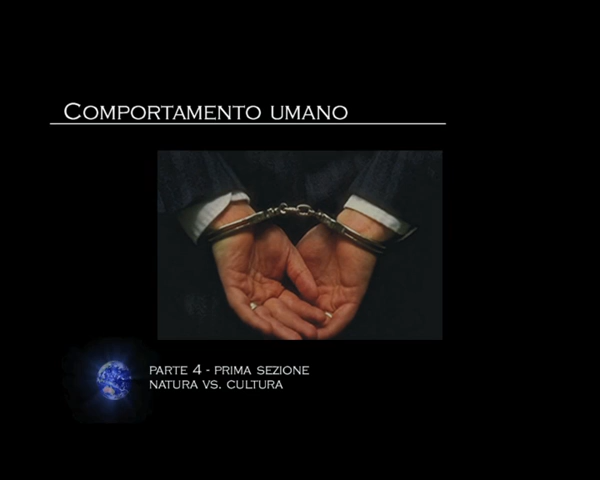 Comportamento umano
parte 4 - prima sezione
natura vs. cultura